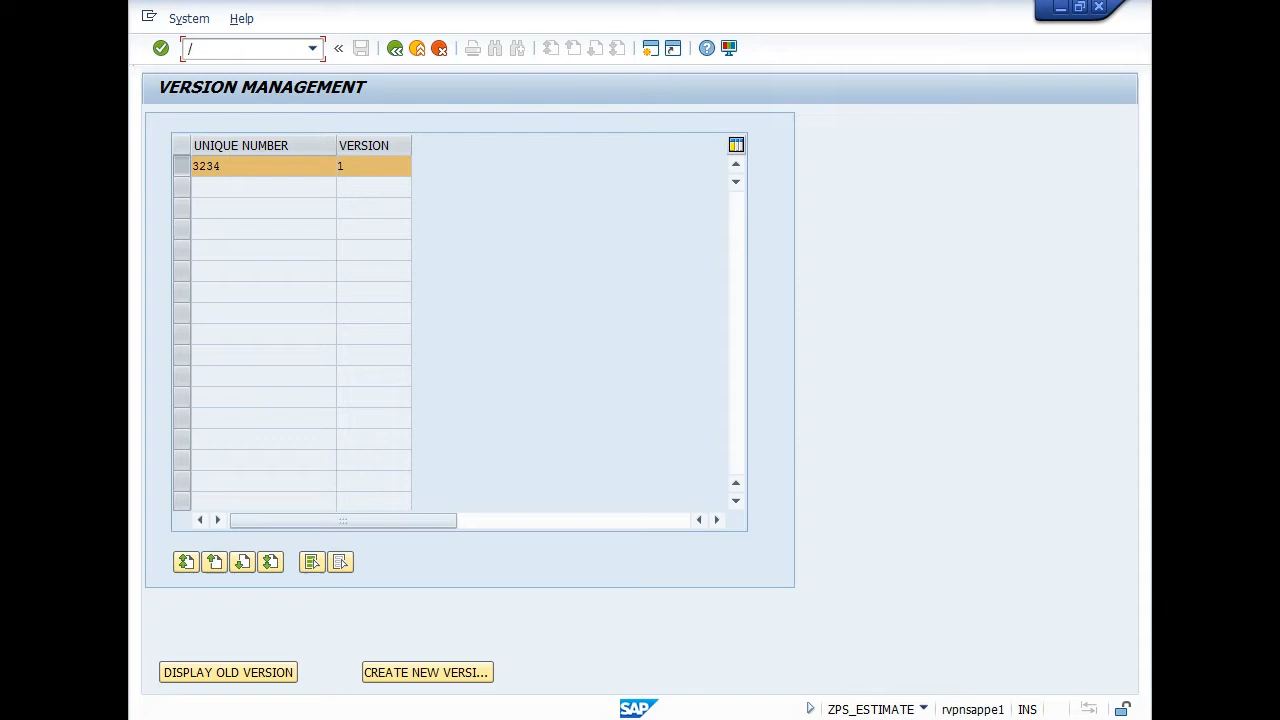 System Help
/
VERSION MANAGEMENT
UNIQUE NUMBER VERSION
3234 1
DISPLAY OLD VERSION CREATE NEW VERSI...
SAP ZPS_ESTIMATE rvpnsappe1 INS